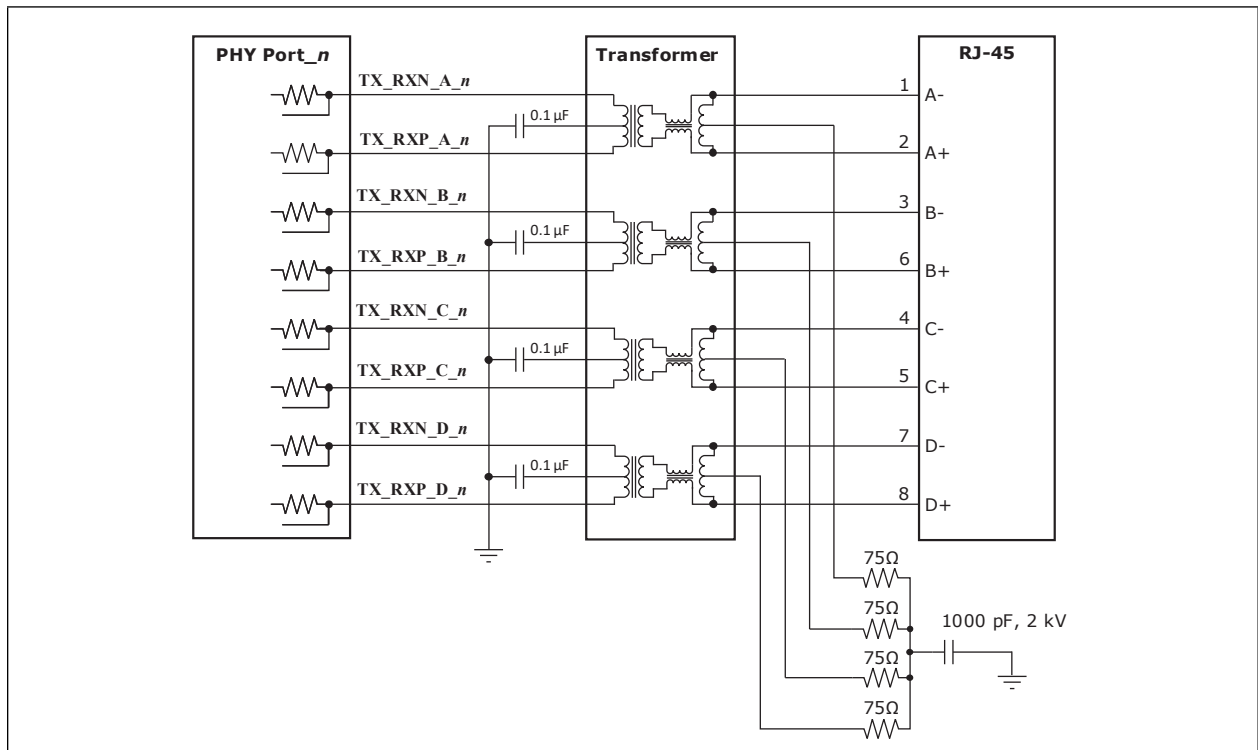 PHY Port_n
Transformer
RJ-45
TX_RXN_A_n
1
A-
0.1 µF
TX_RXP_A_n
2
A+
TX_RXN_B_n
3
B-
0.1 µF
TX_RXP_B_n
6
B+
TX_RXN_C_n
4
C-
0.1 µF
TX_RXP_C_n
5
C+
TX_RXN_D_n
7
D-
0.1 µF
TX_RXP_D_n
8
D+
75Ω
75Ω
1000 pF, 2 kV
75Ω
75Ω